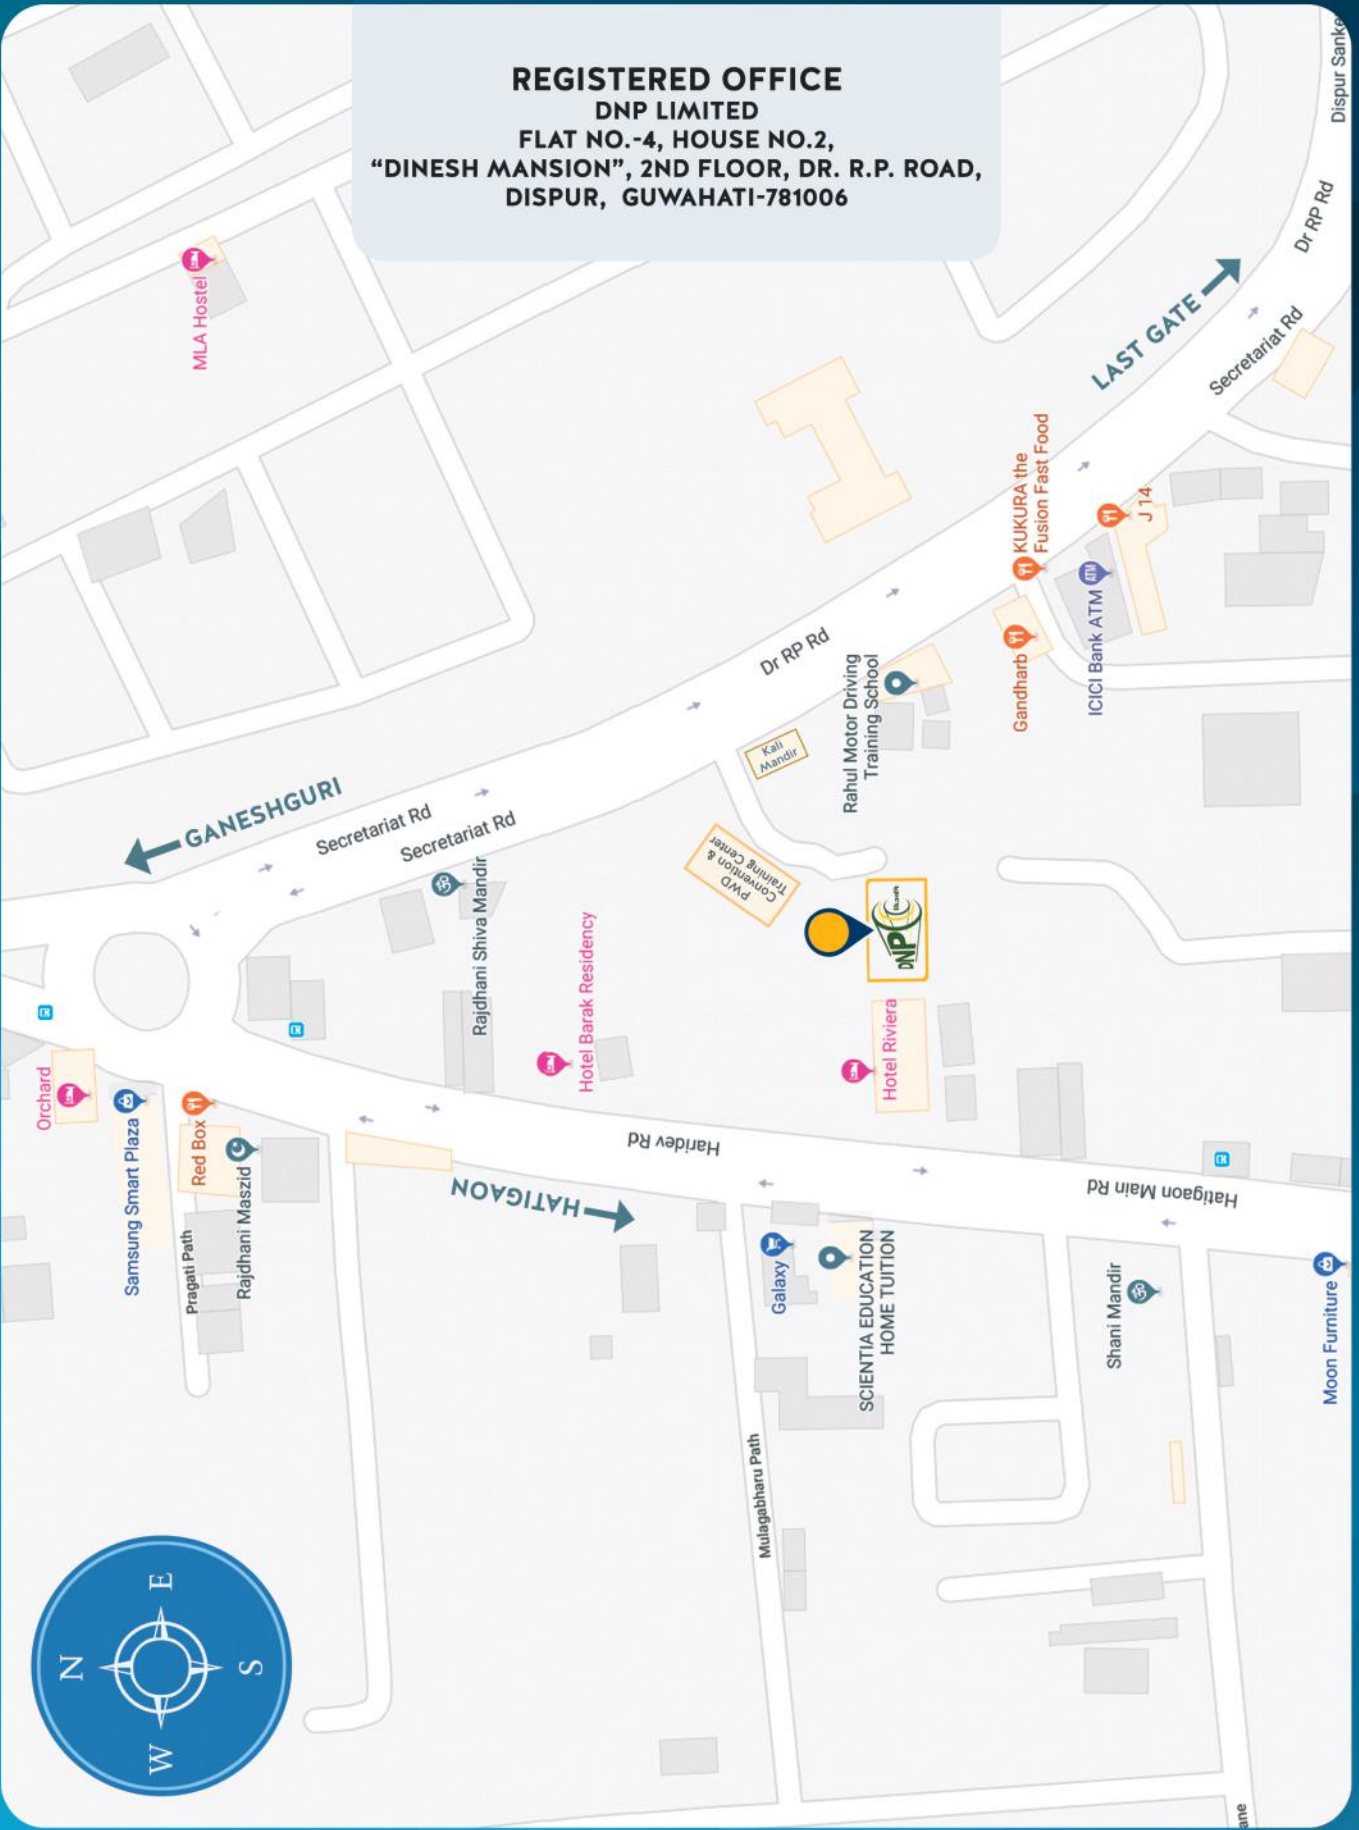 REGISTERED OFFICE
DNP LIMITED
FLAT NO.-4, HOUSE NO.2,
“DINESH MANSION”, 2ND FLOOR, DR. R.P. ROAD,
DISPUR, GUWAHATI-781006
Dispur Sanke
Dr RP Rd
MLA Hostel
LAST GATE
Secretariat Rd
KUKURA the
Fusion Fast Food
J 14
ICICI Bank ATM
Gandharb
Dr RP Rd
Rahul Motor Driving
Training School
Kali
Mandir
GANESHGURI
Secretariat Rd
Secretariat Rd
PWD
Convention &
Training Center
Rajdhani Shiva Mandir
Hotel Barak Residency
DNP
Hotel Riviera
Orchard
Samsung Smart Plaza
Red Box
Rajdhani Maszid
Pragati Path
Haridev Rd
HATIGAON
Hatigaon Main Rd
Galaxy
SCIENTIA EDUCATION
HOME TUITION
Shani Mandir
Moon Furniture
Mulagabharu Path
N
E
S
W
ane